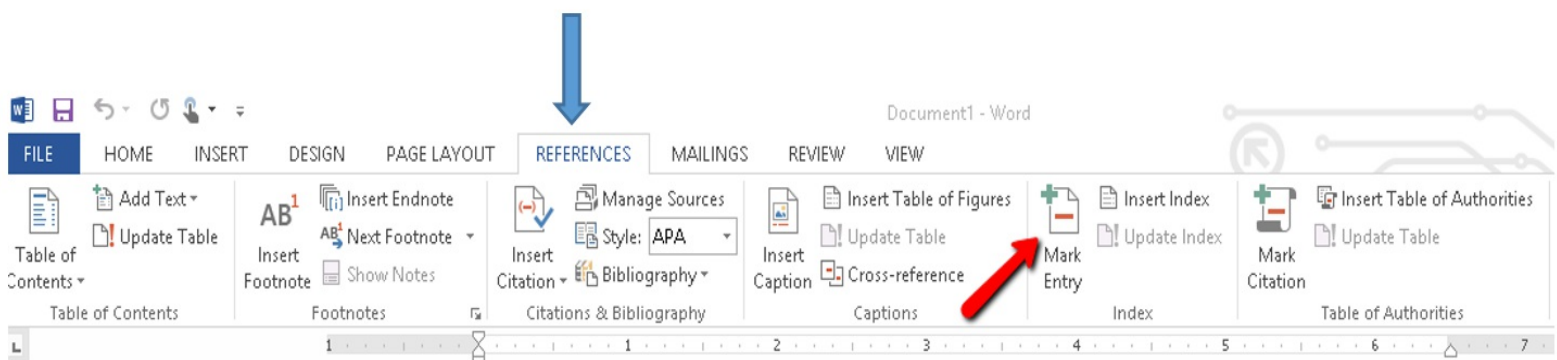 Document1 - Word
FILE HOME INSERT DESIGN PAGE LAYOUT REFERENCES MAILINGS REVIEW VIEW
Table of
Contents
Add Text
Update Table
Table of Contents
AB1
Insert
Footnote
Insert Endnote
Next Footnote
Show Notes
Footnotes
Insert
Citation
Manage Sources
Style: APA
Bibliography
Citations & Bibliography
Insert
Caption
Insert Table of Figures
Update Table
Cross-reference
Captions
Mark
Entry
Insert Index
Update Index
Index
Mark
Citation
Insert Table of Authorities
Update Table
Table of Authorities
1 1 2 3 4 5 6 7